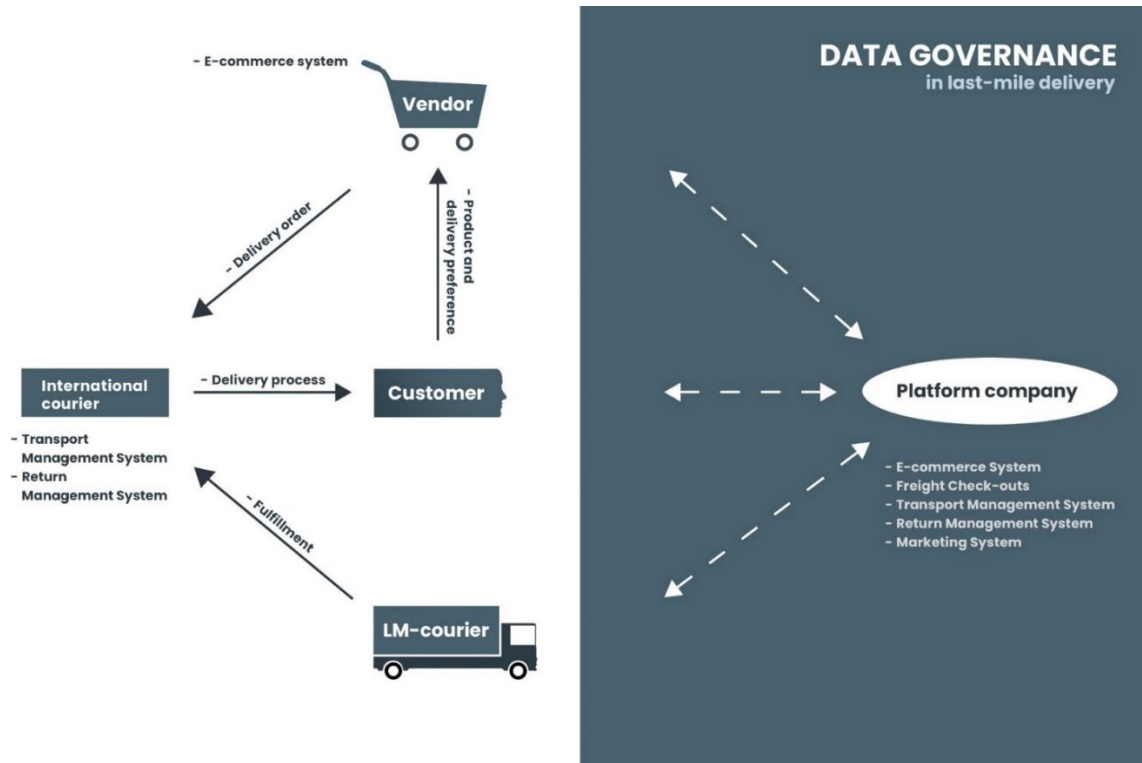 DATA GOVERNANCE
in last-mile delivery
- E-commerce system
Vendor
- Delivery order
- Product and
delivery preference
International
courier
- Delivery process
Customer
- Transport
Management System
- Return
Management System
- Fulfillment
LM-courier
Platform company
- E-commerce System
- Freight Check-outs
- Transport Management System
- Return Management System
- Marketing System